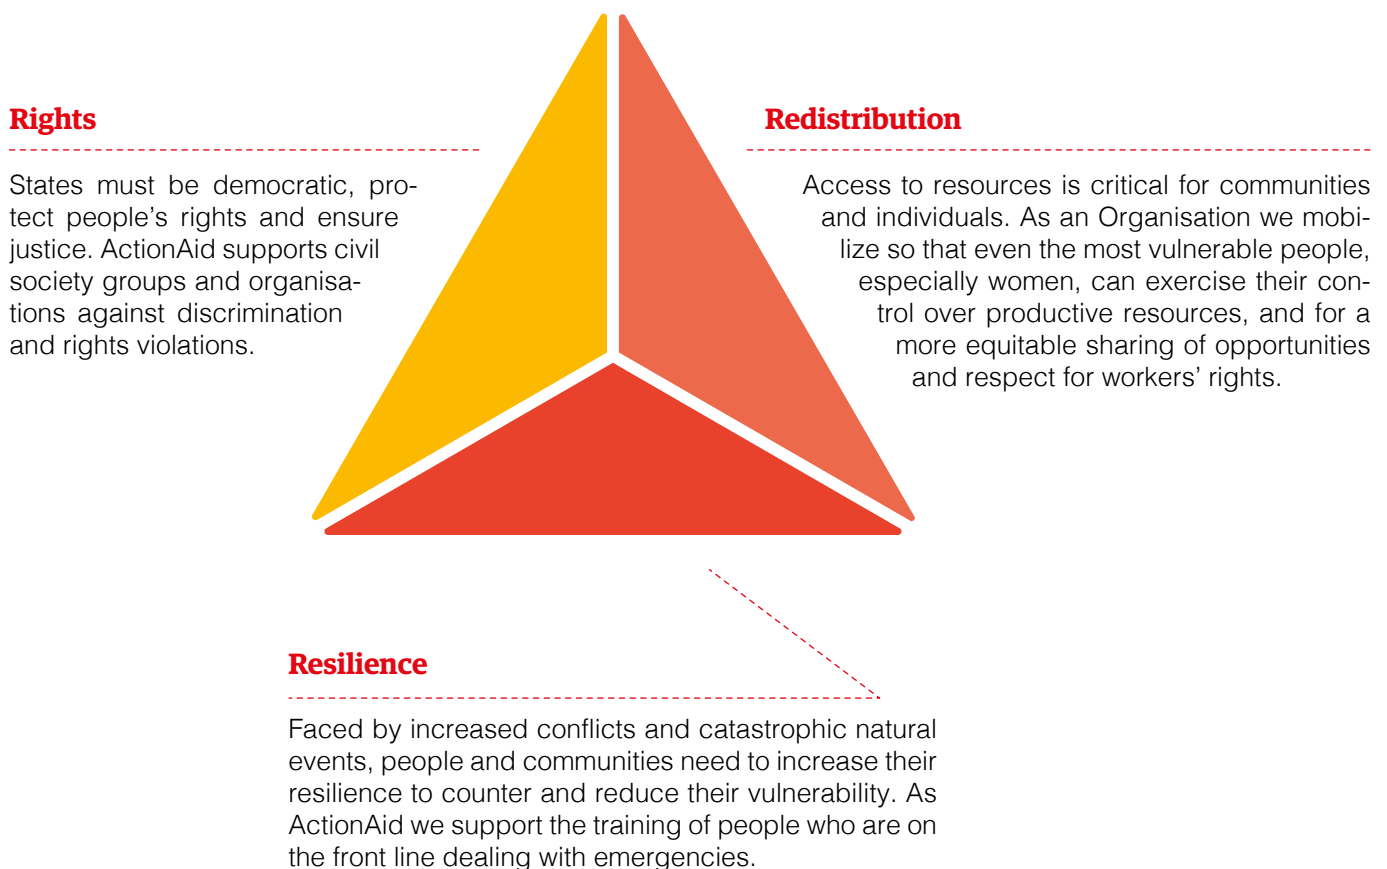 Rights
States must be democratic, pro-
tect people’s rights and ensure
justice. ActionAid supports civil
society groups and organisa-
tions against discrimination
and rights violations.
Redistribution
Access to resources is critical for communities
and individuals. As an Organisation we mobi-
lize so that even the most vulnerable people,
especially women, can exercise their con-
trol over productive resources, and for a
more equitable sharing of opportunities
and respect for workers’ rights.
Resilience
Faced by increased conflicts and catastrophic natural
events, people and communities need to increase their
resilience to counter and reduce their vulnerability. As
ActionAid we support the training of people who are on
the front line dealing with emergencies.